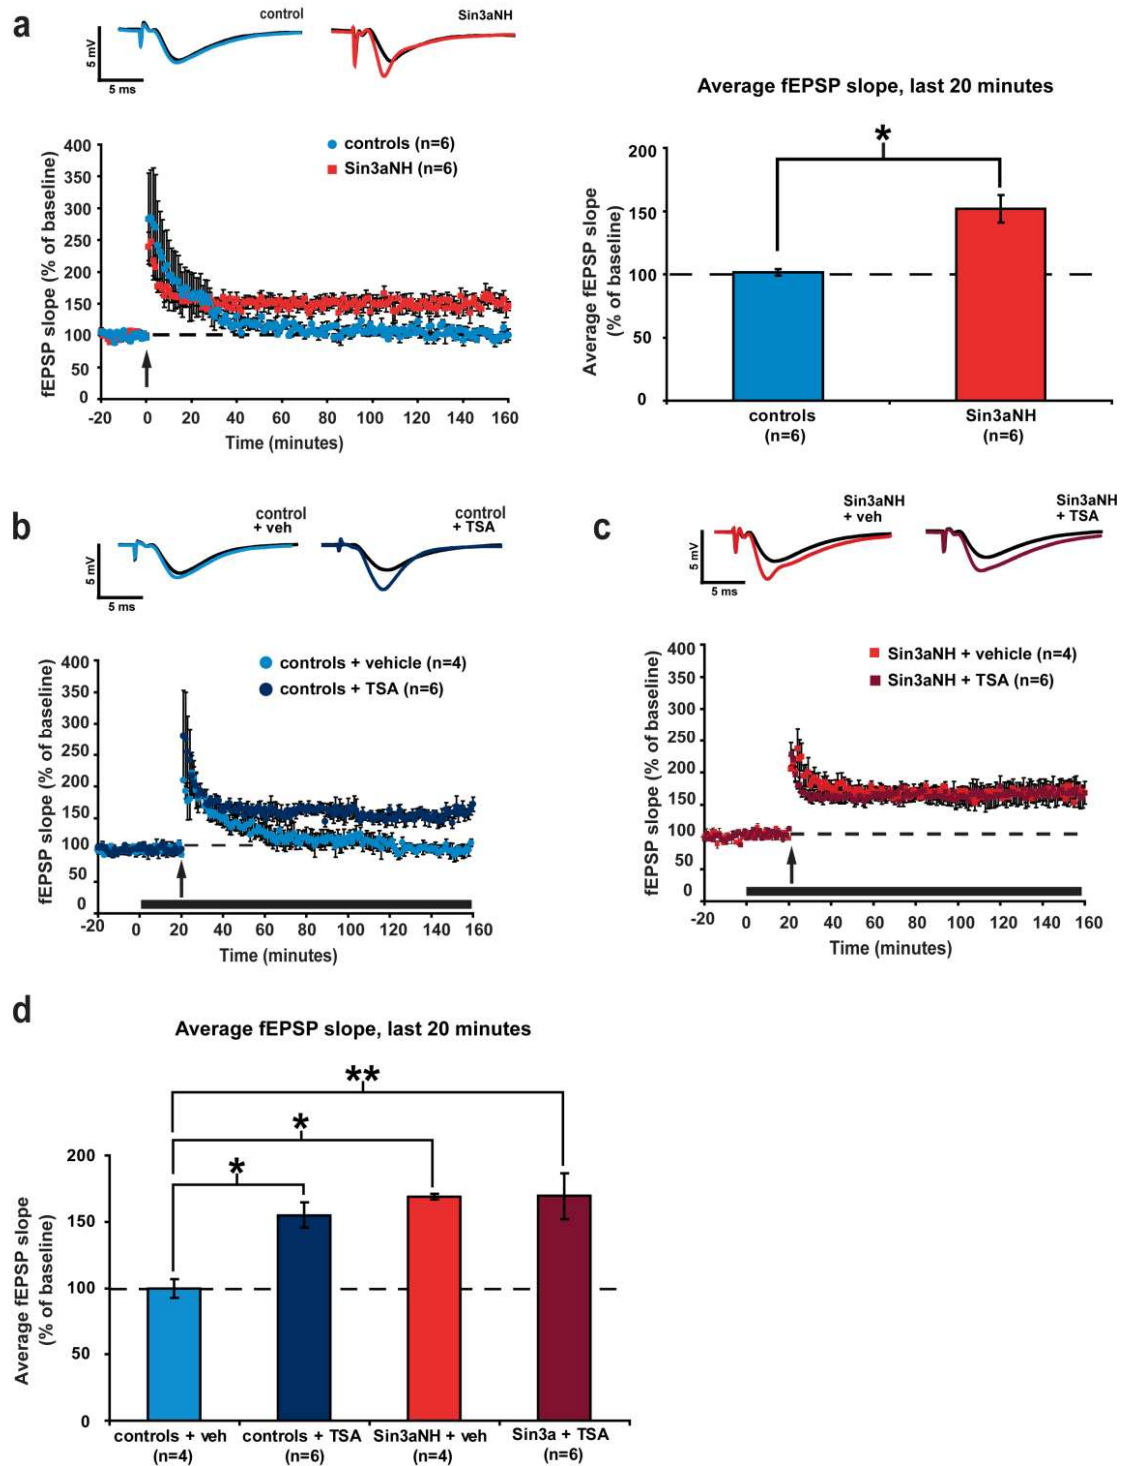 a
control
Sin3aNH
5 mV
5 ms
controls (n=6)
Sin3aNH (n=6)
fEPSP slope (% of baseline)
400
350
300
250
200
150
100
50
0
-20 0 20 40 60 80 100 120 140 160
Time (minutes)
Average fEPSP slope, last 20 minutes
*
Average fEPSP slope
(% of baseline)
200
150
100
50
0
controls
(n=6)
Sin3aNH
(n=6)
b
control
+ veh
control
+ TSA
5 mV
5 ms
controls + vehicle (n=4)
controls + TSA (n=6)
fEPSP slope (% of baseline)
400
350
300
250
200
150
100
50
0
-20 0 20 40 60 80 100 120 140 160
Time (minutes)
c
Sin3aNH
+ veh
Sin3aNH
+ TSA
5 mV
5 ms
Sin3aNH + vehicle (n=4)
Sin3aNH + TSA (n=6)
fEPSP slope (% of baseline)
400
350
300
250
200
150
100
50
0
-20 0 20 40 60 80 100 120 140 160
Time (minutes)
d
Average fEPSP slope, last 20 minutes
**
*
*
Average fEPSP slope
(% of baseline)
200
150
100
50
0
controls + veh
(n=4)
controls + TSA
(n=6)
Sin3aNH + veh
(n=4)
Sin3a + TSA
(n=6)